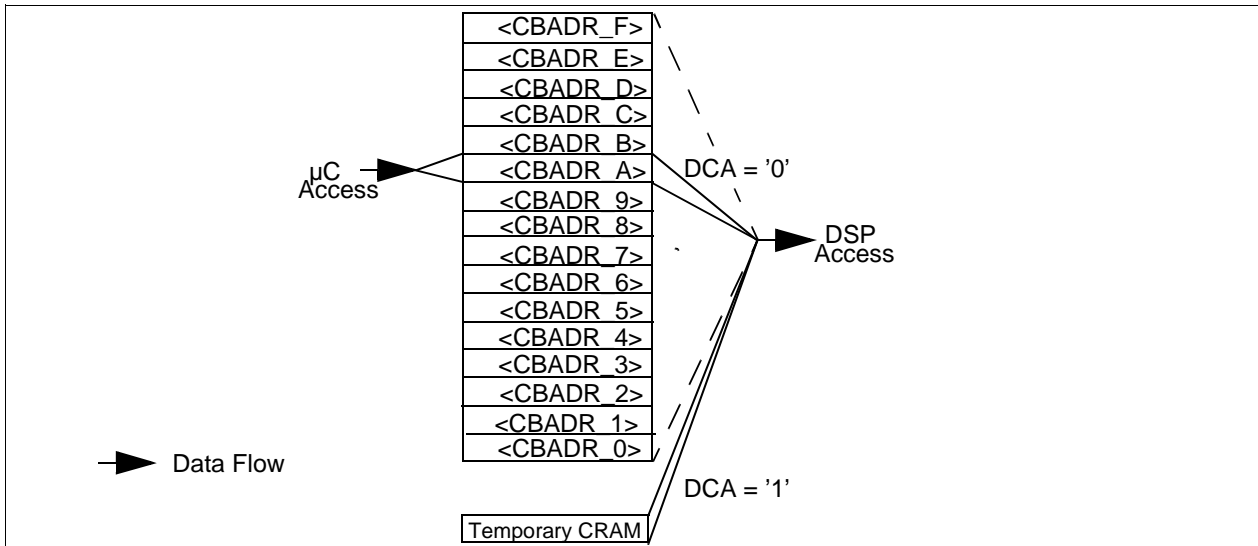 <CBADR_F>
<CBADR_E>
<CBADR_D>
<CBADR_C>
<CBADR_B>
<CBADR_A>
<CBADR_9>
<CBADR_8>
<CBADR_7>
<CBADR_6>
<CBADR_5>
<CBADR_4>
<CBADR_3>
<CBADR_2>
<CBADR_1>
<CBADR_0>
Temporary CRAM
µC
Access
DCA = '0'
DSP
Access
DCA = '1'
Data Flow